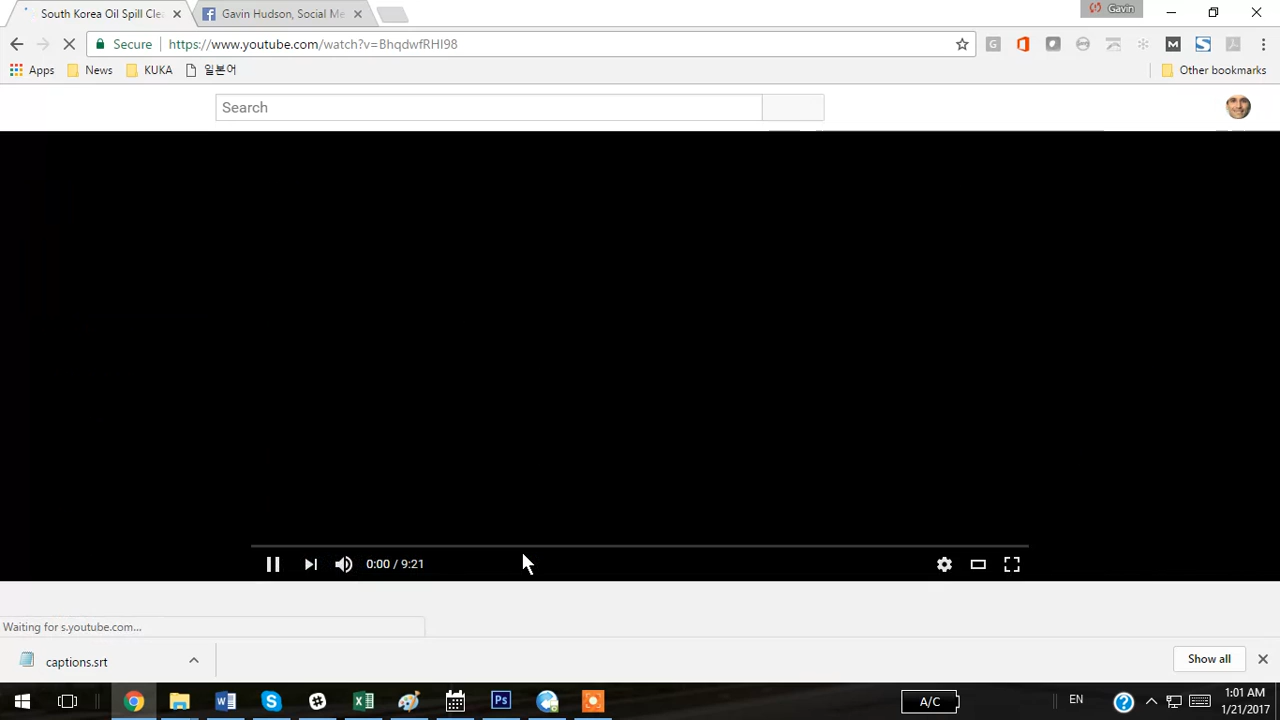 South Korea Oil Spill Clea
Gavin Hudson, Social Me
Gavin
Secure
https://www.youtube.com/watch?v=BhqdwfRHI98
Apps
News
KUKA
일본어
Other bookmarks
Search
0:00 / 9:21
Waiting for s.youtube.com...
captions.srt
Show all
A/C
EN
1:01 AM
1/21/2017